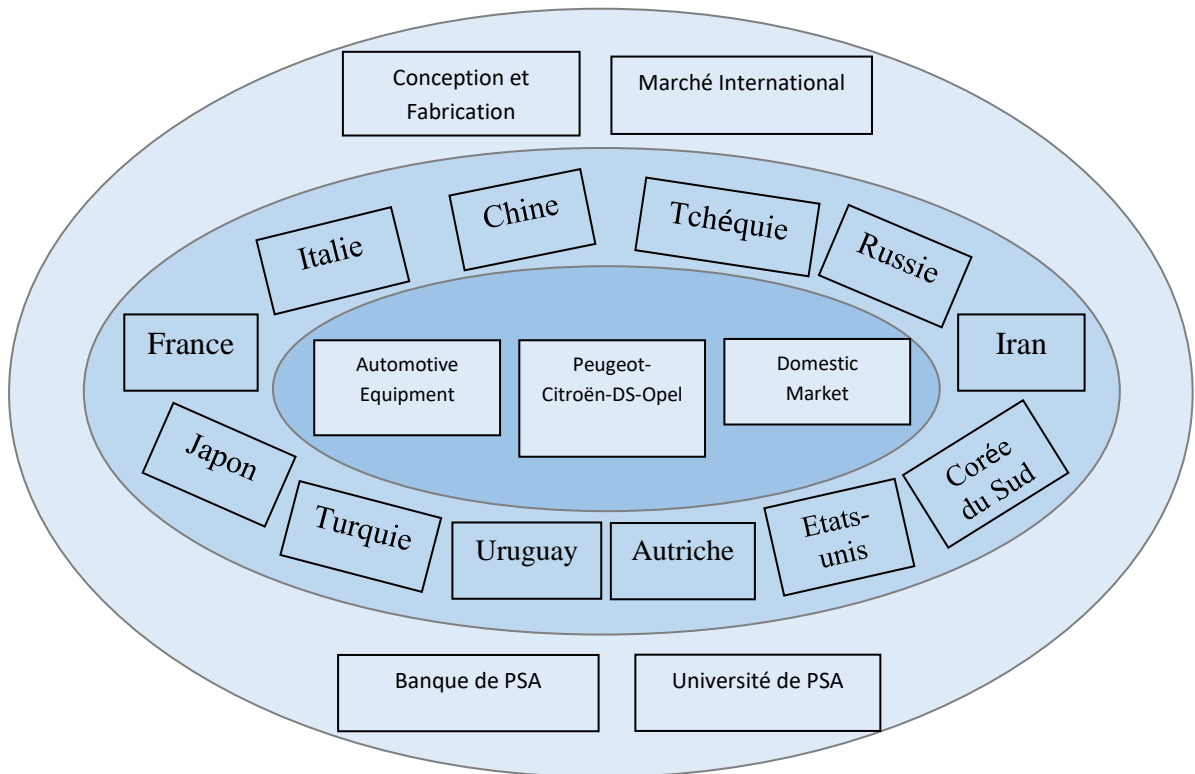 Conception et
Fabrication
Marché International
Chine
Tchéquie
Italie
Russie
France
Iran
Automotive
Equipment
Peugeot-
Citroën-DS-Opel
Domestic
Market
Japon
Corée
du Sud
Turquie
Uruguay
Autriche
Etats-
unis
Banque de PSA
Université de PSA